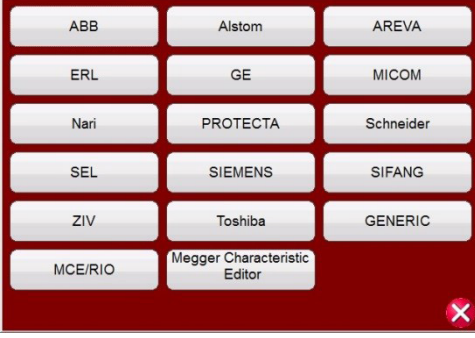 ABB
Alstom
AREVA
ERL
GE
MICOM
Nari
PROTECTA
Schneider
SEL
SIEMENS
SIFANG
ZIV
Toshiba
GENERIC
MCE/RIO
Megger Characteristic
Editor